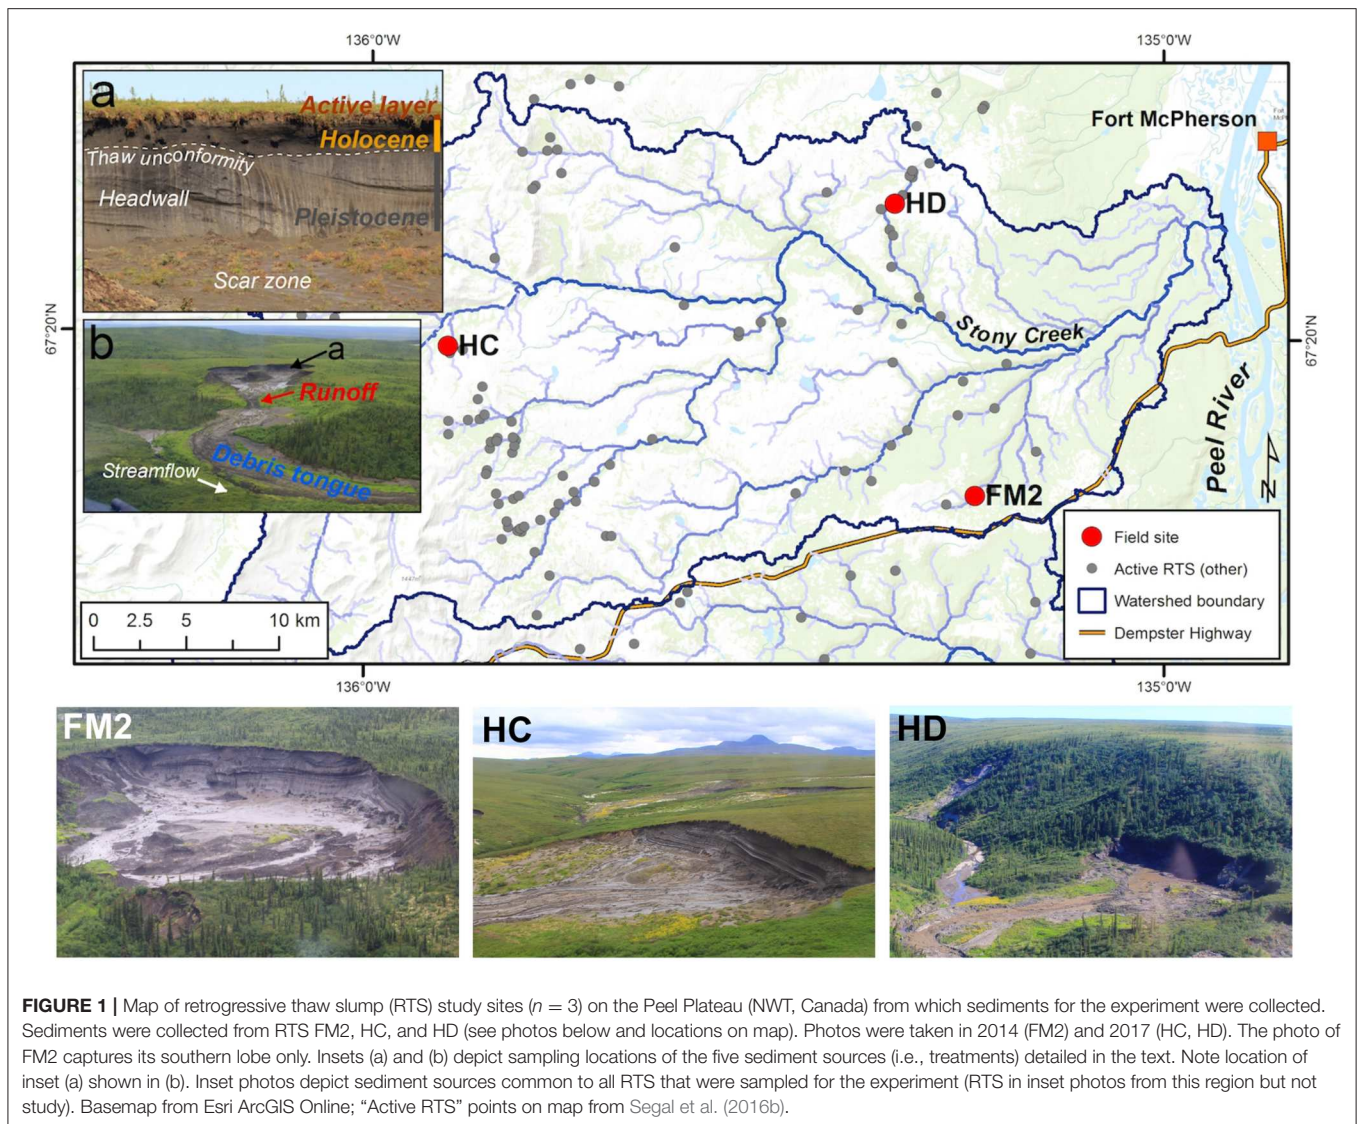 136°0'W
135°0'W
a
Active layer
Holocene
Thaw unconformity
Headwall
Pleistocene
Scar zone
Fort McPherson
HD
67°20'N
67°20'N
Stony Creek
HC
b
a
Runoff
Debris tongue
Streamflow
Peel River
FM2
N
Field site
Active RTS (other)
Watershed boundary
Dempster Highway
0 2.5 5 10 km
136°0'W
135°0'W
FM2
HC
HD
FIGURE 1 | Map of retrogressive thaw slump (RTS) study sites (n = 3) on the Peel Plateau (NWT, Canada) from which sediments for the experiment were collected.
Sediments were collected from RTS FM2, HC, and HD (see photos below and locations on map). Photos were taken in 2014 (FM2) and 2017 (HC, HD). The photo of
FM2 captures its southern lobe only. Insets (a) and (b) depict sampling locations of the five sediment sources (i.e., treatments) detailed in the text. Note location of
inset (a) shown in (b). Inset photos depict sediment sources common to all RTS that were sampled for the experiment (RTS in inset photos from this region but not
study). Basemap from Esri ArcGIS Online; “Active RTS” points on map from Segal et al. (2016b).